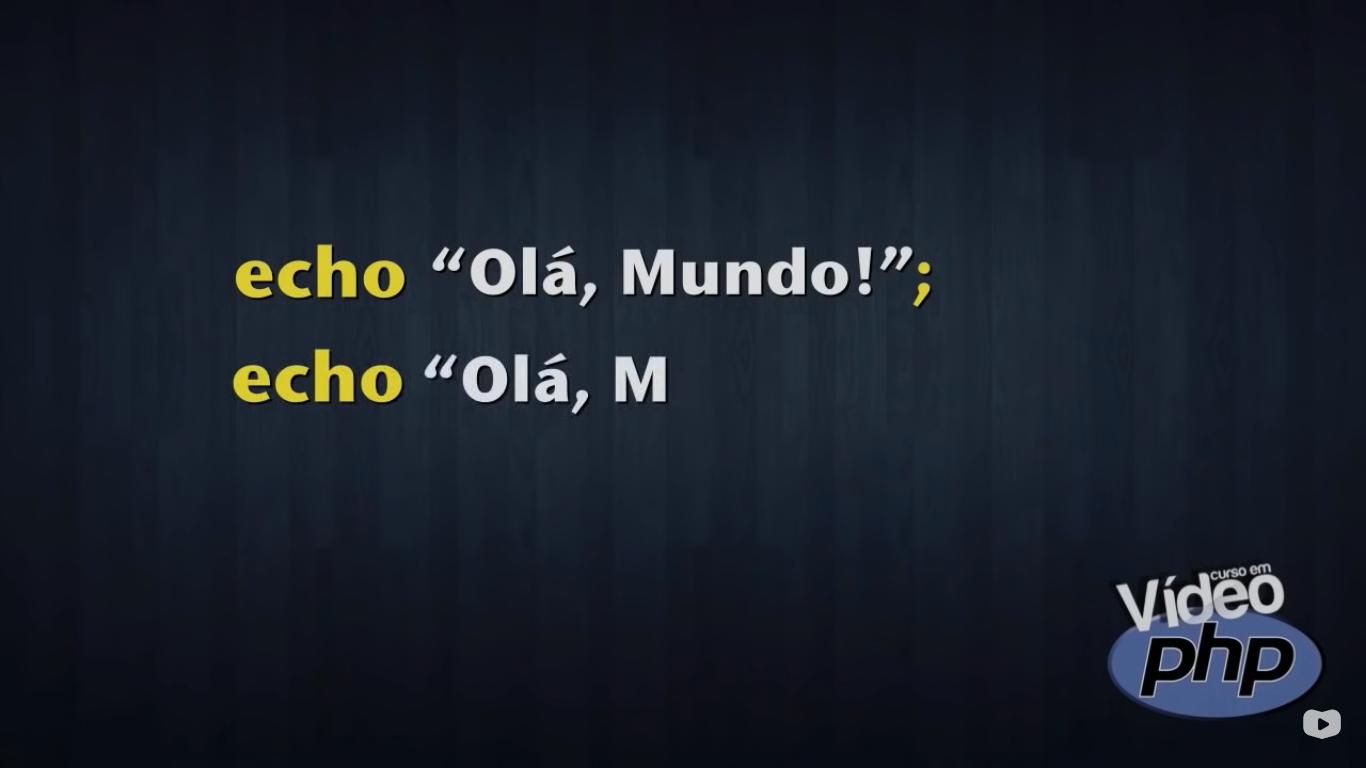 echo “Olá, Mundo!”;
echo “Olá, M
curso em
Vídeo
php